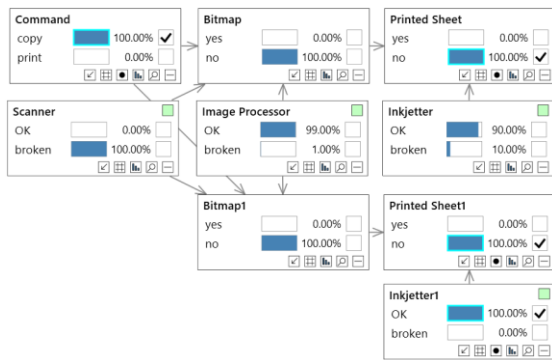 Command
copy 100.00%
print 0.00%
Bitmap
yes 0.00%
no 100.00%
Printed Sheet
yes 0.00%
no 100.00%
Scanner
OK 0.00%
broken 100.00%
Image Processor
OK 99.00%
broken 1.00%
Inkjetter
OK 90.00%
broken 10.00%
Bitmap1
yes 0.00%
no 100.00%
Printed Sheet1
yes 0.00%
no 100.00%
Inkjetter1
OK 100.00%
broken 0.00%